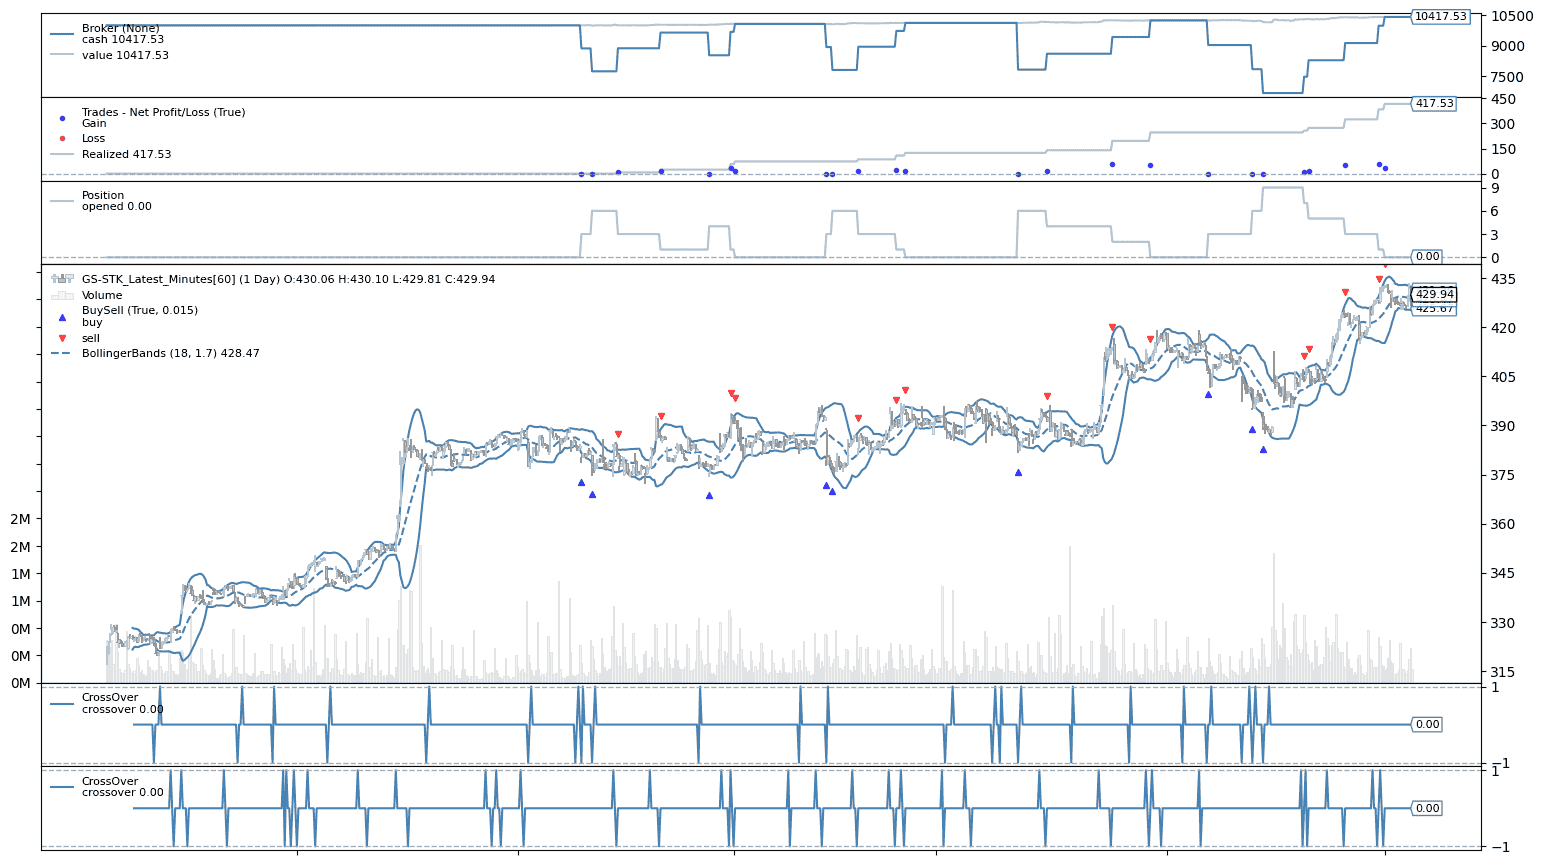 Broker (None)
cash 10417.53
value 10417.53
10417.53
10500
9000
7500
Trades - Net Profit/Loss (True)
Gain
Loss
Realized 417.53
417.53
450
300
150
0
Position
opened 0.00
0.00
9
6
3
0
GS-STK_Latest_Minutes[60] (1 Day) O:430.06 H:430.10 L:429.81 C:429.94
Volume
BuySell (True, 0.015)
buy
sell
BollingerBands (18, 1.7) 428.47
429.94
425.67
435
420
405
390
375
360
345
330
315
2M
2M
1M
1M
0M
0M
0M
CrossOver
crossover 0.00
0.00
1
−1
CrossOver
crossover 0.00
0.00
1
−1